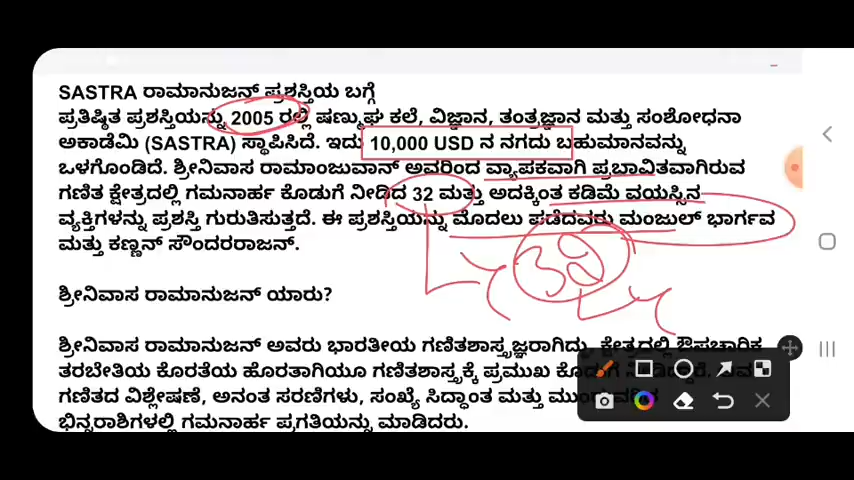 SASTRA ರಾಮಾನುಜನ್ ಪ್ರಶಸ್ತಿಯ ಬಗ್ಗೆ
ಪ್ರತಿಷ್ಠಿತ ಪ್ರಶಸ್ತಿಯನ್ನು 2005 ರಲ್ಲಿ ಷಣ್ಮುಘ ಕಲೆ, ವಿಜ್ಞಾನ, ತಂತ್ರಜ್ಞಾನ ಮತ್ತು ಸಂಶೋಧನಾ
ಅಕಾಡೆಮಿ (SASTRA) ಸ್ಥಾಪಿಸಿದೆ. ಇದು 10,000 USD ನ ನಗದು ಬಹುಮಾನವನ್ನು
ಒಳಗೊಂಡಿದೆ. ಶ್ರೀನಿವಾಸ ರಾಮಾಂಜುವಾನ್ ಅವರಿಂದ ವ್ಯಾಪಕವಾಗಿ ಪ್ರಭಾವಿತವಾಗಿರುವ
ಗಣಿತ ಕ್ಷೇತ್ರದಲ್ಲಿ ಗಮನಾರ್ಹ ಕೊಡುಗೆ ನೀಡಿದ 32 ಮತ್ತು ಅದಕ್ಕಿಂತ ಕಡಿಮೆ ವಯಸ್ಸಿನ
ವ್ಯಕ್ತಿಗಳನ್ನು ಪ್ರಶಸ್ತಿ ಗುರುತಿಸುತ್ತದೆ. ಈ ಪ್ರಶಸ್ತಿಯನ್ನು ಮೊದಲು ಪಡೆದವರು ಮಂಜುಲ್ ಭಾರ್ಗವ
ಮತ್ತು ಕಣ್ಣನ್ ಸೌಂದರರಾಜನ್.
32
ಶ್ರೀನಿವಾಸ ರಾಮಾನುಜನ್ ಯಾರು?
ಶ್ರೀನಿವಾಸ ರಾಮಾನುಜನ್ ಅವರು ಭಾರತೀಯ ಗಣಿತಶಾಸ್ತ್ರಜ್ಞರಾಗಿದ್ದು, ಕ್ಷೇತ್ರದಲ್ಲಿ ಔಪಚಾರಿಕ
ತರಬೇತಿಯ ಕೊರತೆಯ ಹೊರತಾಗಿಯೂ ಗಣಿತಶಾಸ್ತ್ರಕ್ಕೆ ಪ್ರಮುಖ
ಗಣಿತದ ವಿಶ್ಲೇಷಣೆ, ಅನಂತ ಸರಣಿಗಳು, ಸಂಖ್ಯೆ ಸಿದ್ಧಾಂತ ಮತ್ತು
ಭಿನ್ನರಾಶಿಗಳಲ್ಲಿ ಗಮನಾರ್ಹ ಪ್ರಗತಿಯನ್ನು ಮಾಡಿದರು.